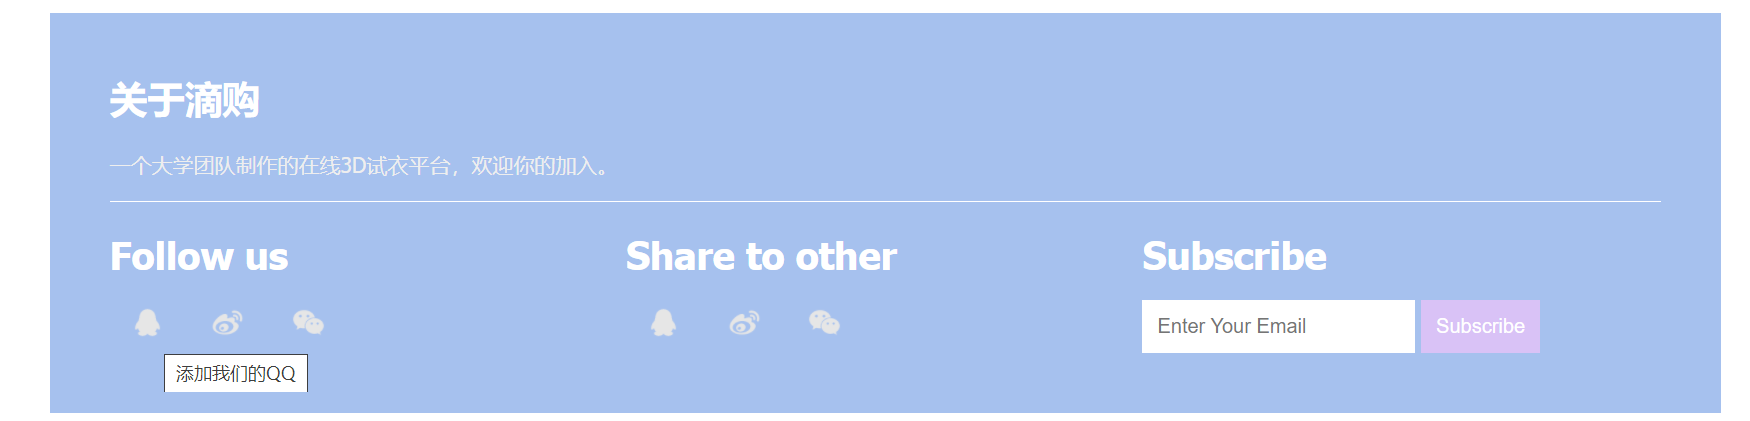 关于滴购
一个大学团队制作的在线3D试衣平台，欢迎你的加入。
Follow us
添加我们的QQ
Share to other
Subscribe
Enter Your Email
Subscribe